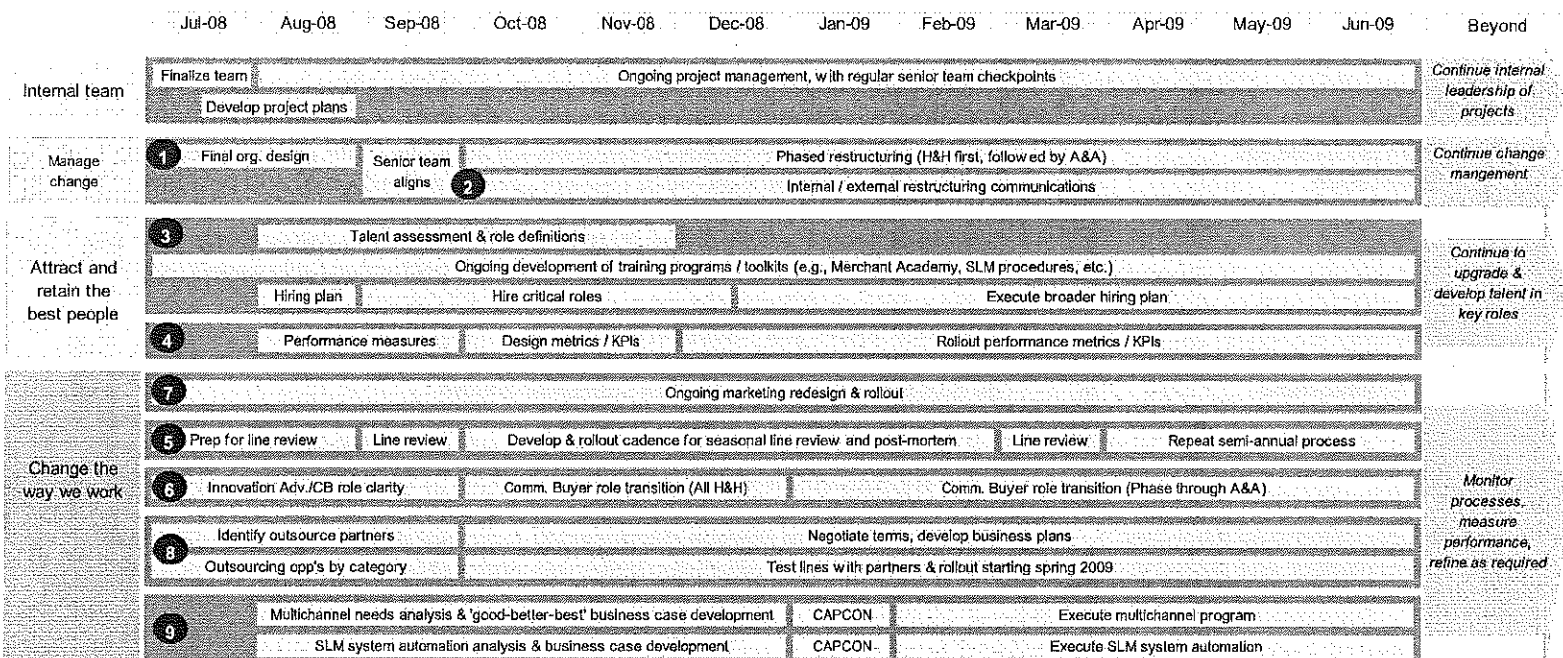 Jul-08 Aug-08 Sep-08 Oct-08 Nov-08 Dec-08 Jan-09 Feb-09 Mar-09 Apr-09 May-09 Jun-09 Beyond
Internal team
Finalize team Ongoing project management, with regular senior team checkpoints
Develop project plans
Continue internal
leadership of
projects
Manage
change
1 Final org. design
Senior team
aligns
2
Phased restructuring (H&H first, followed by A&A)
Internal / external restructuring communications
Continue change
mangement
Attract and
retain the
best people
3 Talent assessment & role definitions
Ongoing development of training programs / toolkits (e.g., Merchant Academy, SLM procedures, etc.)
Hiring plan Hire critical roles Execute broader hiring plan
4 Performance measures Design metrics / KPIs Rollout performance metrics / KPIs
Continue to
upgrade &
develop talent in
key roles
Change the
way we work
7 Ongoing marketing redesign & rollout
5 Prep for line review Line review Develop & rollout cadence for seasonal line review and post-mortem Line review Repeat semi-annual process
6 Innovation Adv./CB role clarity Comm. Buyer role transition (All H&H) Comm. Buyer role transition (Phase through A&A)
8
Identify outsource partners Negotiate terms, develop business plans
Outsourcing opp's by category Test lines with partners & rollout starting spring 2009
9
Multichannel needs analysis & 'good-better-best' business case development CAPCON Execute multichannel program
SLM system automation analysis & business case development CAPCON Execute SLM system automation
Monitor
processes,
measure
performance,
refine as required